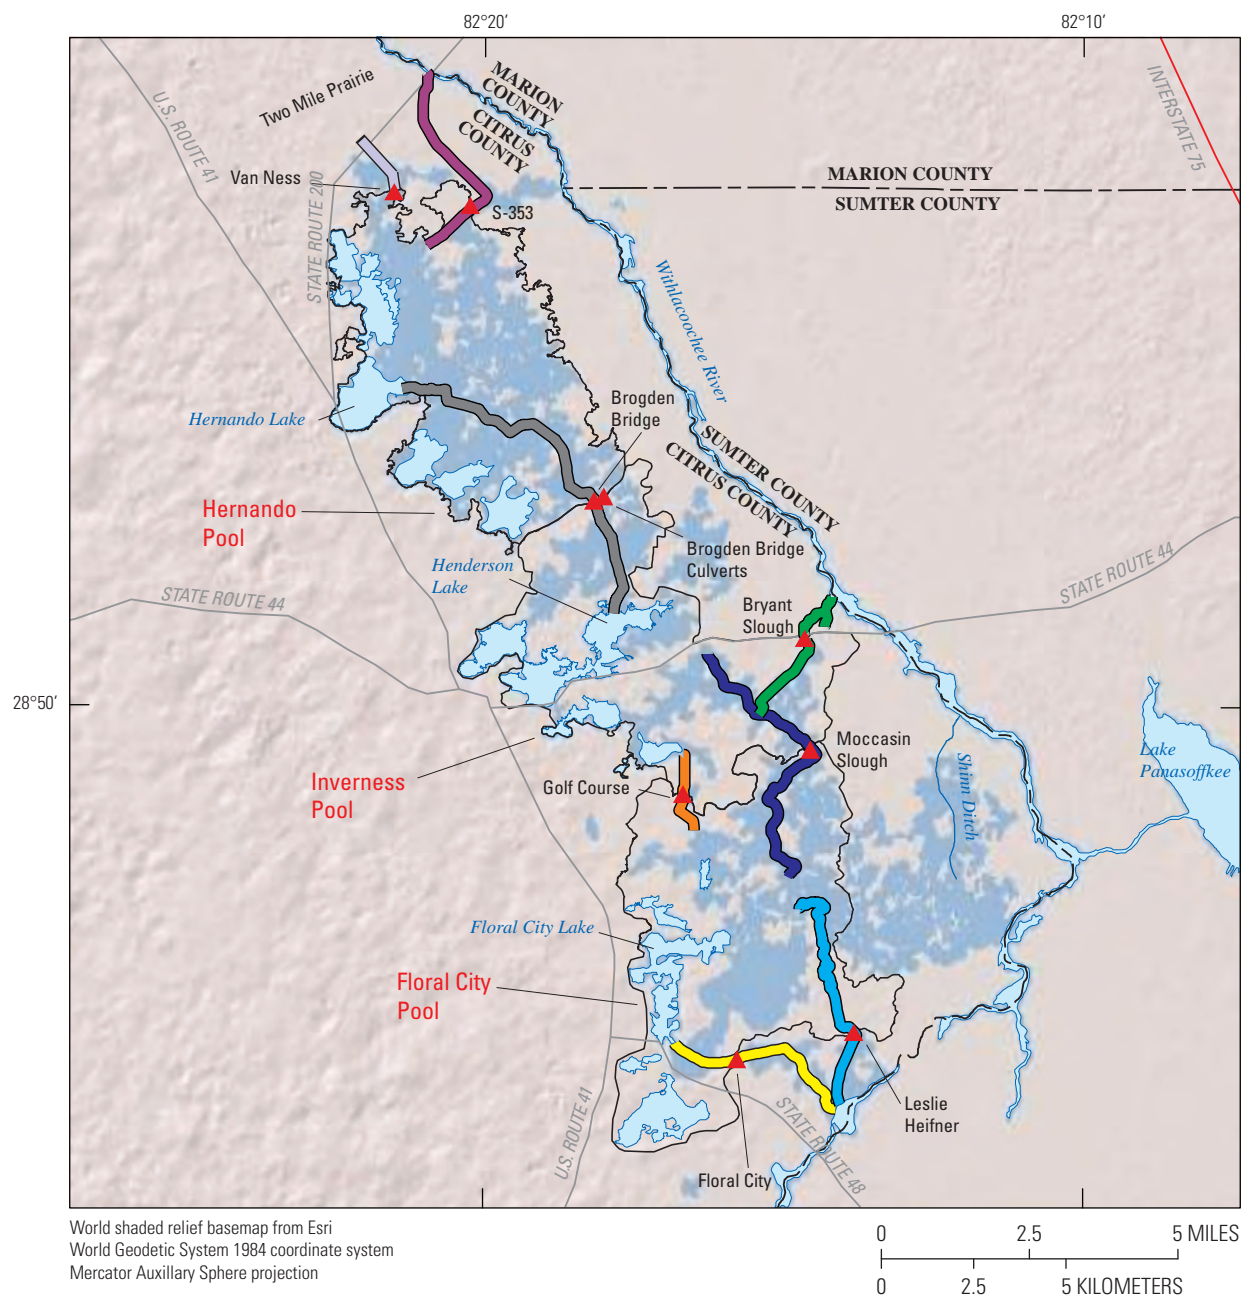 82°20′
82°10′
Two Mile Prairie
MARION
COUNTY
CITRUS
COUNTY
INTERSTATE 75
U.S. ROUTE 41
Van Ness
STATE ROUTE 200
S-353
MARION COUNTY
SUMTER COUNTY
Withlacoochee River
Hernando Lake
Brogden
Bridge
SUMTER COUNTY
CITRUS COUNTY
Hernando
Pool
Henderson
Lake
Brogden Bridge
Culverts
STATE ROUTE 44
STATE ROUTE 44
Bryant
Slough
28°50′
Moccasin
Slough
Shinn Ditch
Lake
Panasoffkee
Inverness
Pool
Golf Course
Floral City Lake
Floral City
Pool
U.S. ROUTE 41
STATE ROUTE 48
Leslie
Heifner
Floral City
World shaded relief basemap from Esri
World Geodetic System 1984 coordinate system
Mercator Auxillary Sphere projection
0 2.5 5 MILES
0 2.5 5 KILOMETERS